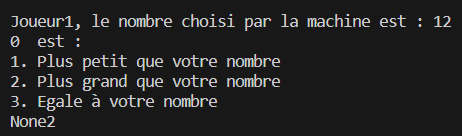 Joueur1, le nombre choisi par la machine est : 12
0  est :
1. Plus petit que votre nombre
2. Plus grand que votre nombre
3. Egale à votre nombre
None2